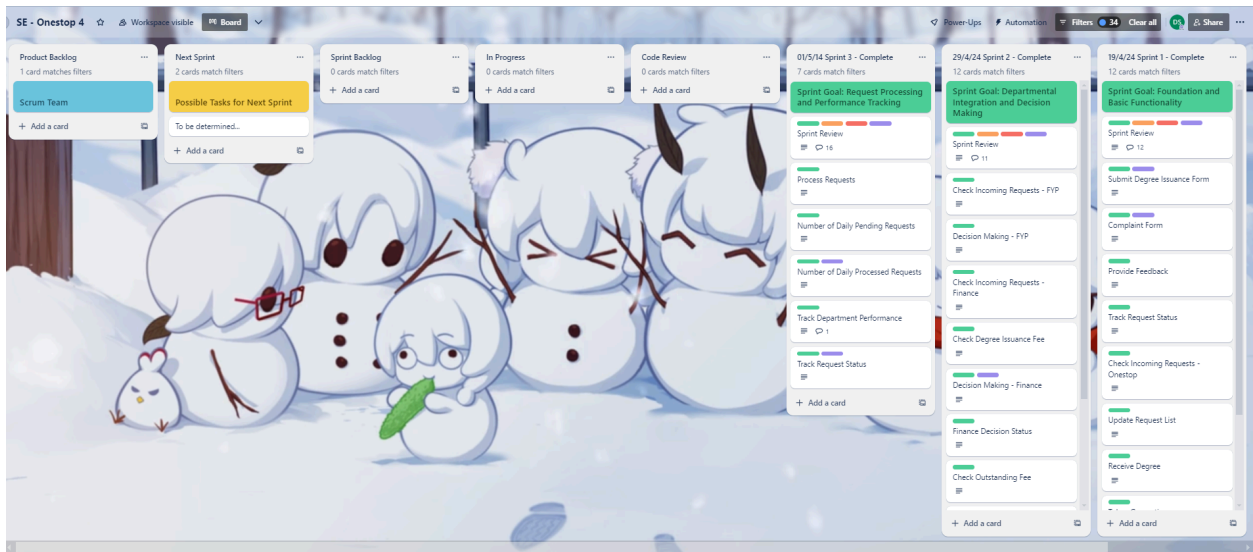 SE - Onestop 4
Workspace visible
Board
Power-Ups
Automation
Filters
34
Clear all
DS
Share
Product Backlog
1 card matches filters
Scrum Team
+ Add a card
Next Sprint
2 cards match filters
Possible Tasks for Next Sprint
To be determined...
+ Add a card
Sprint Backlog
0 cards match filters
+ Add a card
In Progress
0 cards match filters
+ Add a card
Code Review
0 cards match filters
+ Add a card
01/5/14 Sprint 3 - Complete
7 cards match filters
Sprint Goal: Request Processing
and Performance Tracking
Sprint Review
16
Process Requests
Number of Daily Pending Requests
Number of Daily Processed Requests
Track Department Performance
1
Track Request Status
+ Add a card
29/4/24 Sprint 2 - Complete
12 cards match filters
Sprint Goal: Departmental
Integration and Decision
Making
Sprint Review
11
Check Incoming Requests - FYP
Decision Making - FYP
Check Incoming Requests -
Finance
Check Degree Issuance Fee
Decision Making - Finance
Finance Decision Status
Check Outstanding Fee
+ Add a card
19/4/24 Sprint 1 - Complete
12 cards match filters
Sprint Goal: Foundation and
Basic Functionality
Sprint Review
12
Submit Degree Issuance Form
Complaint Form
Provide Feedback
Track Request Status
Check Incoming Requests -
Onestop
Update Request List
Receive Degree
+ Add a card